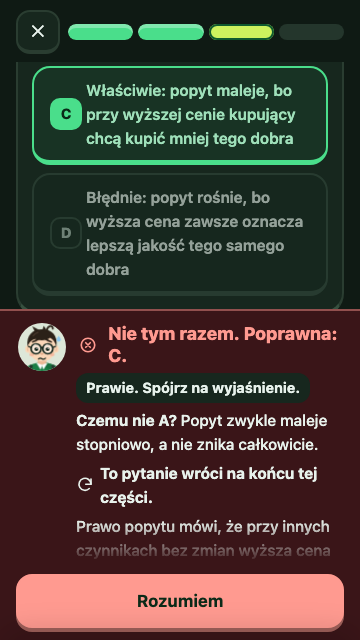 C
Właściwie: popyt maleje, bo
przy wyższej cenie kupujący
chcą kupić mniej tego dobra
D
Błędnie: popyt rośnie, bo
wyższa cena zawsze oznacza
lepszą jakość tego samego
dobra
Nie tym razem. Poprawna:
C.
Prawie. Spójrz na wyjaśnienie.
Czemu nie A? Popyt zwykle maleje
stopniowo, a nie znika całkowicie.
To pytanie wróci na końcu tej
części.
Prawo popytu mówi, że przy innych
czynnikach bez zmian wyższa cena
Rozumiem